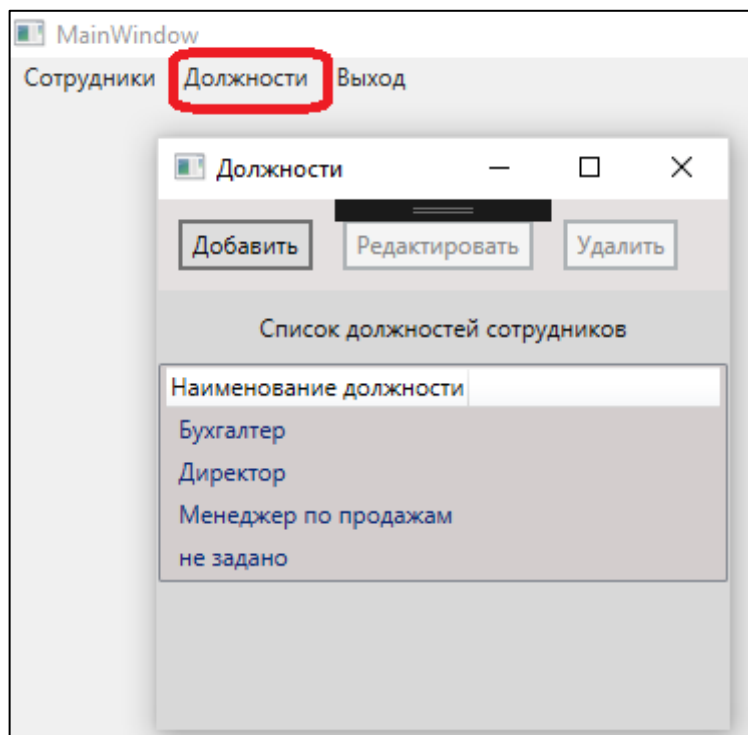 MainWindow
Сотрудники Должности Выход
Должности
Добавить Редактировать Удалить
Список должностей сотрудников
Наименование должности
Бухгалтер
Директор
Менеджер по продажам
не задано